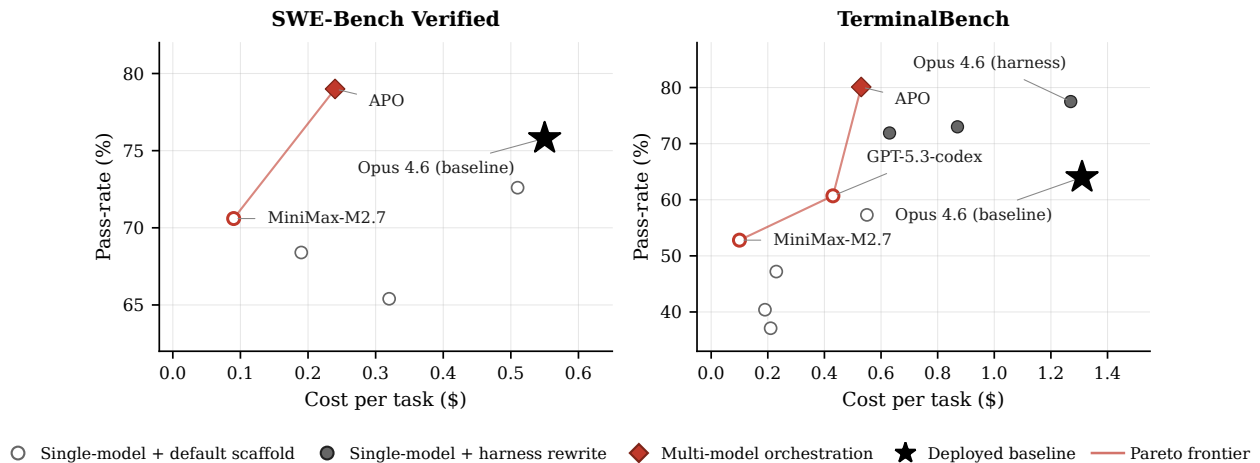 SWE-Bench Verified
80
75
70
65
Pass-rate (%)
APO
Opus 4.6 (baseline)
MiniMax-M2.7
0.0 0.1 0.2 0.3 0.4 0.5 0.6
Cost per task ($)
TerminalBench
80
70
60
50
40
Pass-rate (%)
Opus 4.6 (harness)
APO
GPT-5.3-codex
Opus 4.6 (baseline)
MiniMax-M2.7
0.0 0.2 0.4 0.6 0.8 1.0 1.2 1.4
Cost per task ($)
Single-model + default scaffold Single-model + harness rewrite Multi-model orchestration Deployed baseline Pareto frontier